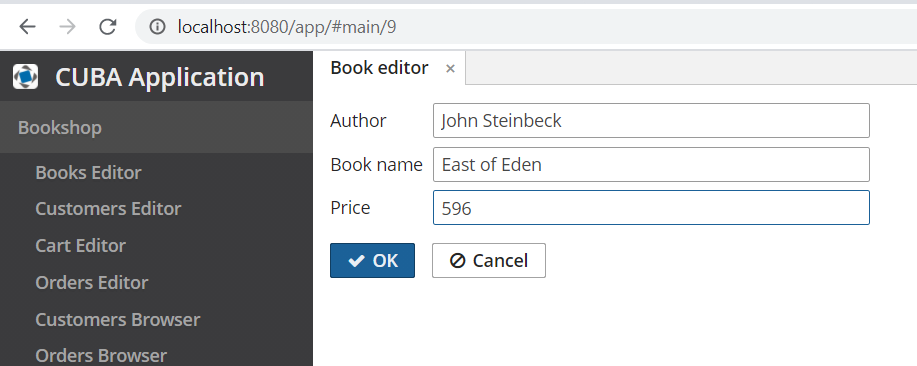 localhost:8080/app/#main/9
CUBA Application
Bookshop
Books Editor
Customers Editor
Cart Editor
Orders Editor
Customers Browser
Orders Browser
Book editor ×
Author John Steinbeck
Book name East of Eden
Price 596
OK Cancel